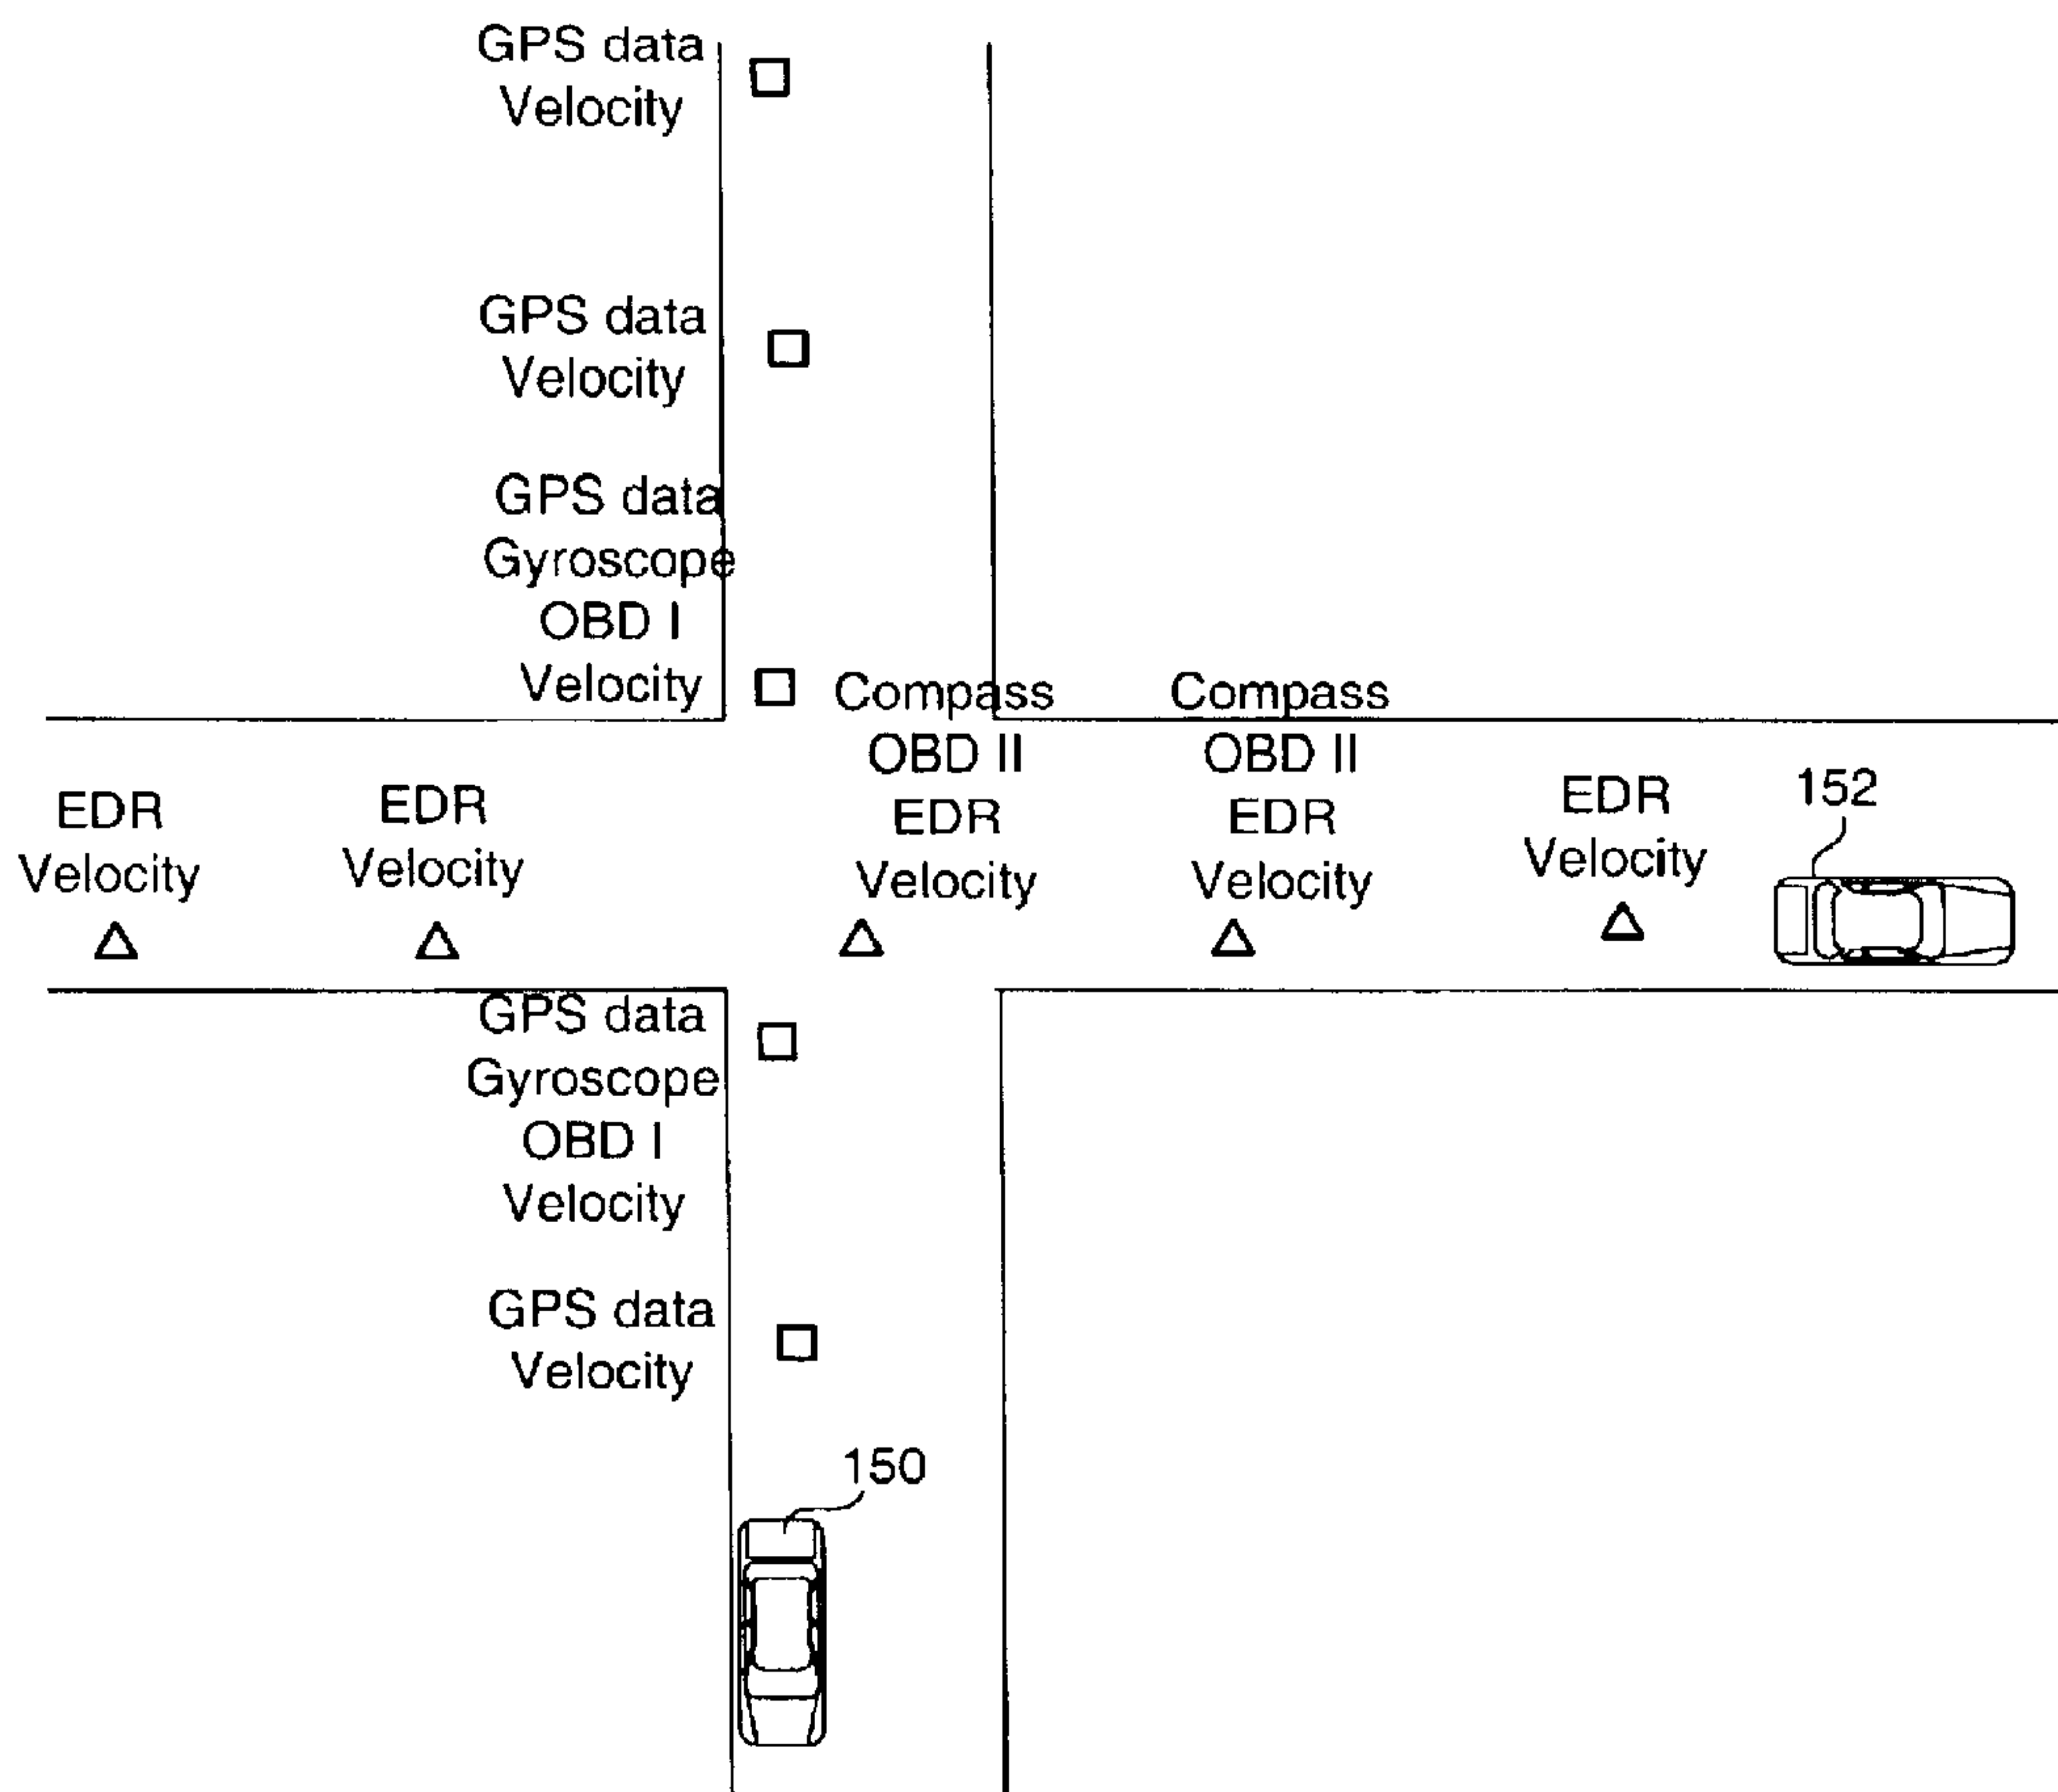 GPS data
Velocity
GPS data
Velocity
GPS data
Gyroscope
OBD I
Velocity
Compass
OBD II
EDR
Velocity
Compass
OBD II
EDR
Velocity
EDR
Velocity
EDR
Velocity
EDR
Velocity
152
GPS data
Gyroscope
OBD I
Velocity
GPS data
Velocity
150